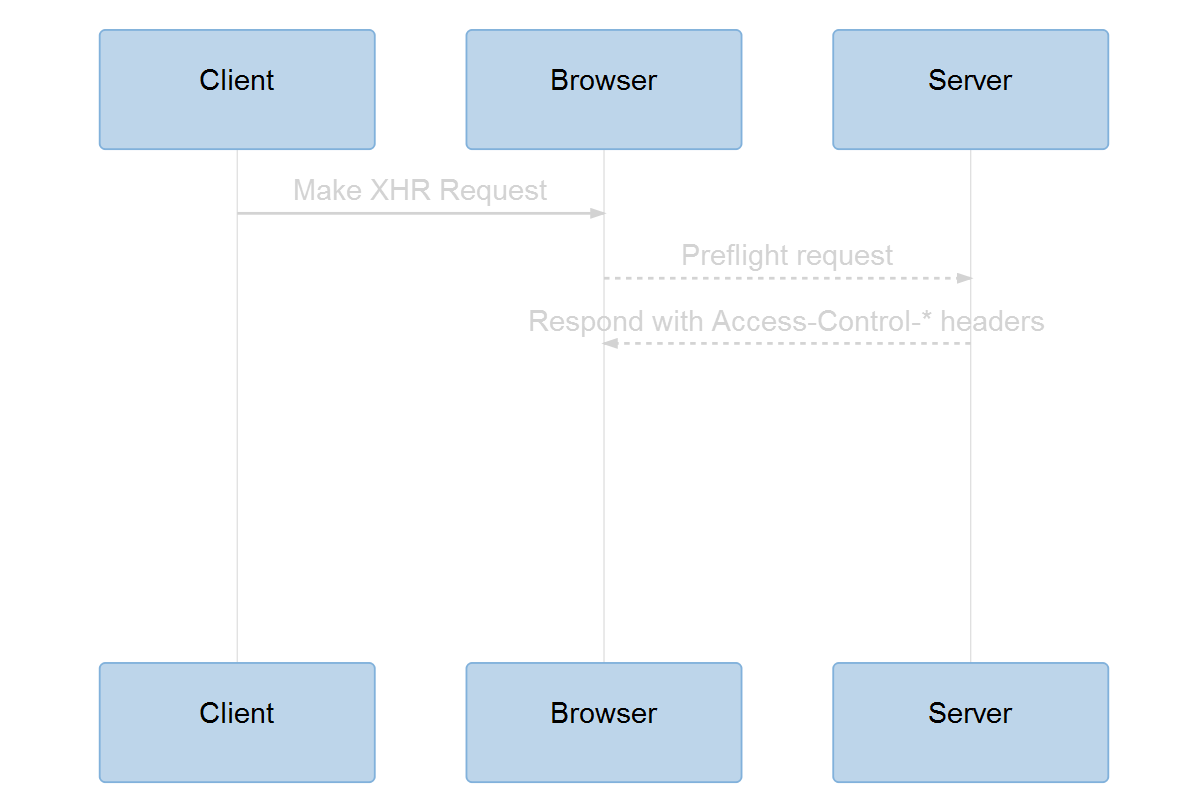 Client
Browser
Server
Make XHR Request
Preflight request
Respond with Access-Control-* headers
Client
Browser
Server